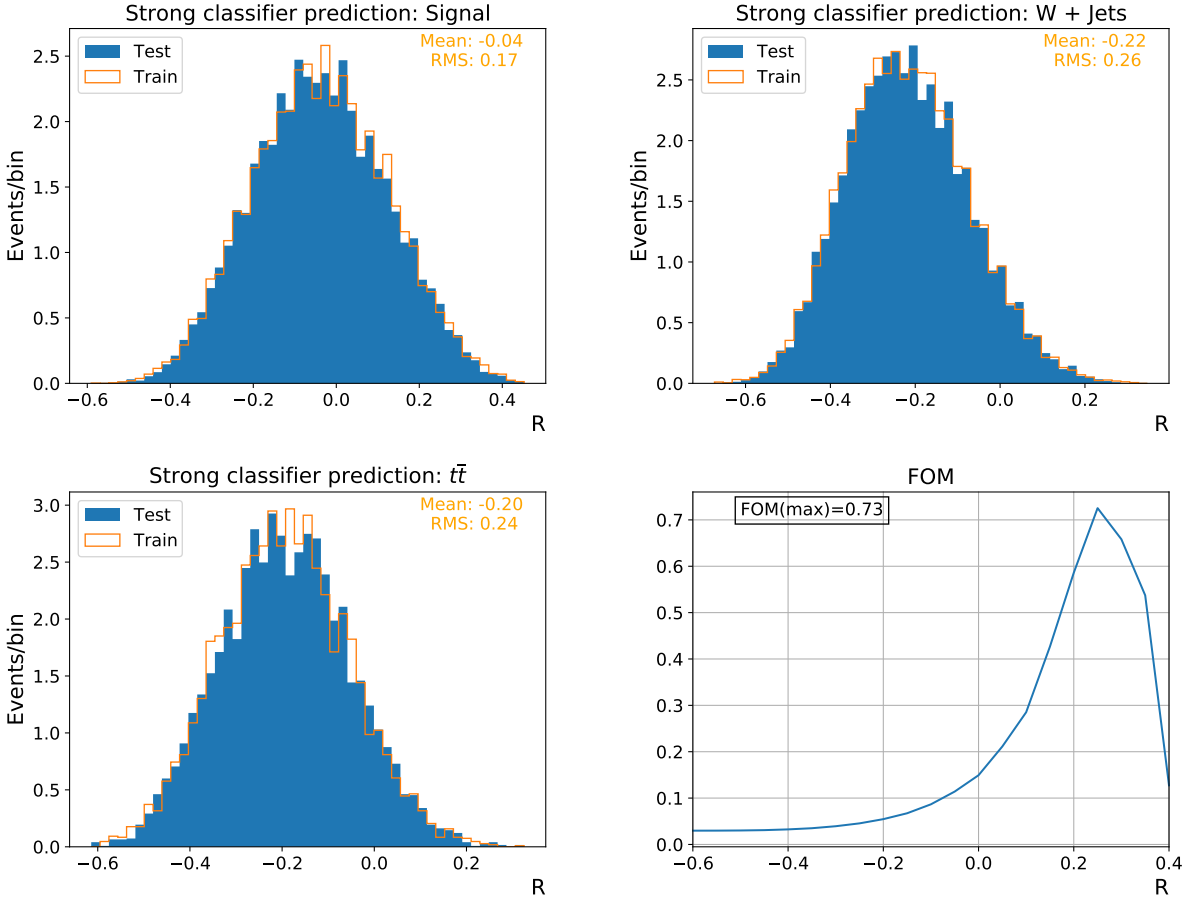 Strong classifier prediction: Signal
Mean: -0.04
RMS: 0.17
Test
Train
Events/bin
2.5
2.0
1.5
1.0
0.5
0.0
−0.6 −0.4 −0.2 0.0 0.2 0.4
R
Strong classifier prediction: W + Jets
Mean: -0.22
RMS: 0.26
Test
Train
Events/bin
2.5
2.0
1.5
1.0
0.5
0.0
−0.6 −0.4 −0.2 0.0 0.2
R
Strong classifier prediction: tt̄
Mean: -0.20
RMS: 0.24
Test
Train
Events/bin
3.0
2.5
2.0
1.5
1.0
0.5
0.0
−0.6 −0.4 −0.2 0.0 0.2
R
FOM
FOM(max)=0.73
0.7
0.6
0.5
0.4
0.3
0.2
0.1
0.0
−0.6 −0.4 −0.2 0.0 0.2 0.4
R